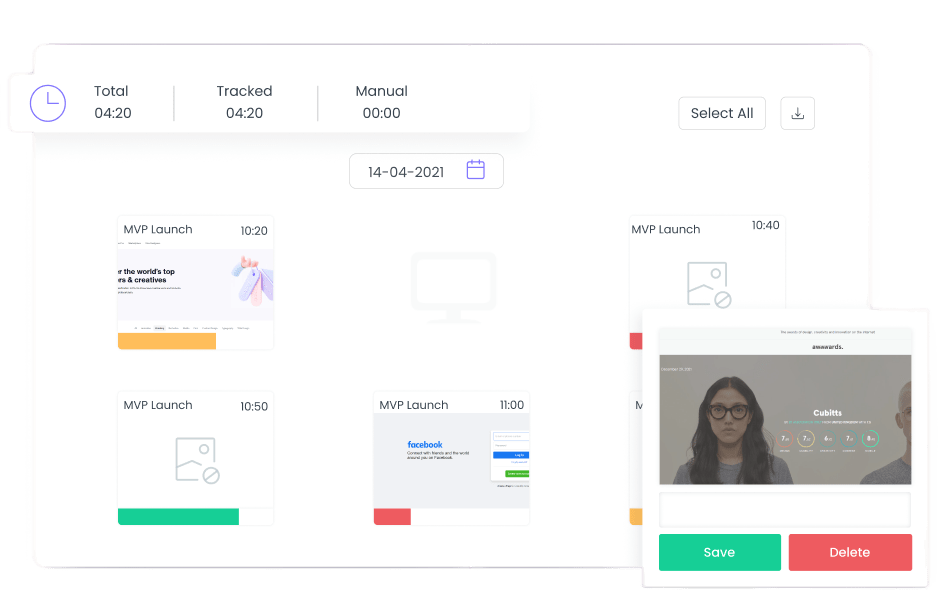 Total
Tracked
Manual
04:20
04:20
00:00
Select All
14-04-2021
MVP Launch
10:20
r the world's top
rs & creatives
MVP Launch
10:40
MVP Launch
10:50
MVP Launch
11:00
facebook
Connect with friends and the world
around you on Facebook.
Log In
M
awwwards.
Cubitts
Save
Delete